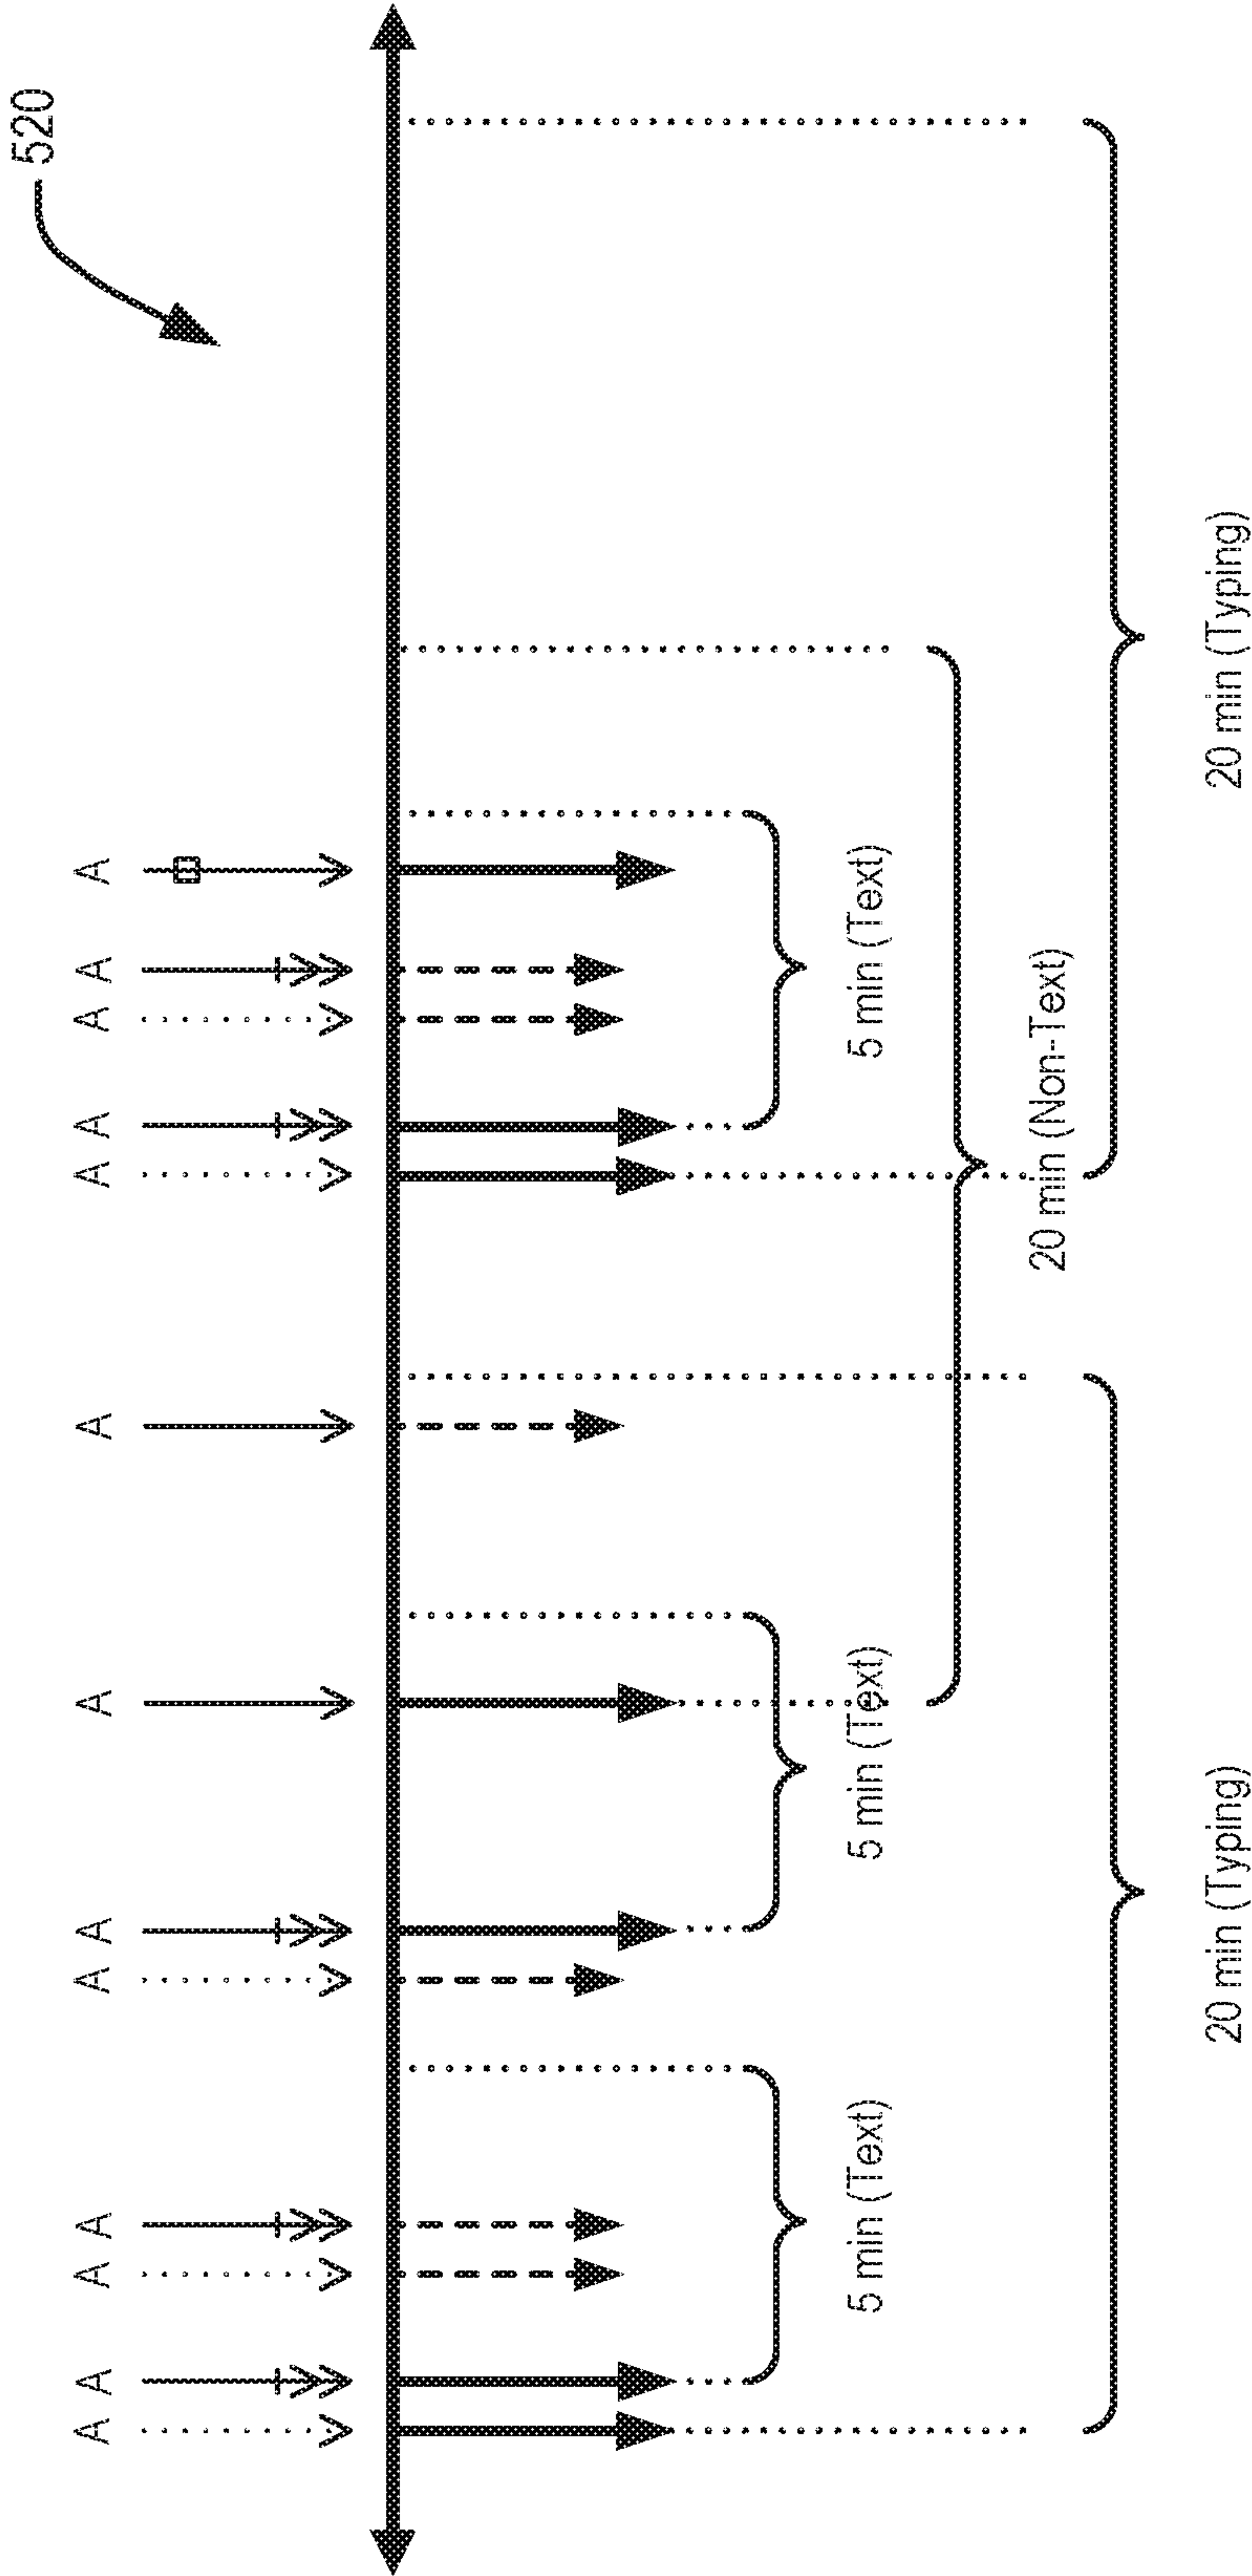 520
A A A A A A A A A A A A A
5 min (Text) 5 min (Text) 5 min (Text)
20 min (Non-Text)
20 min (Typing) 20 min (Typing)